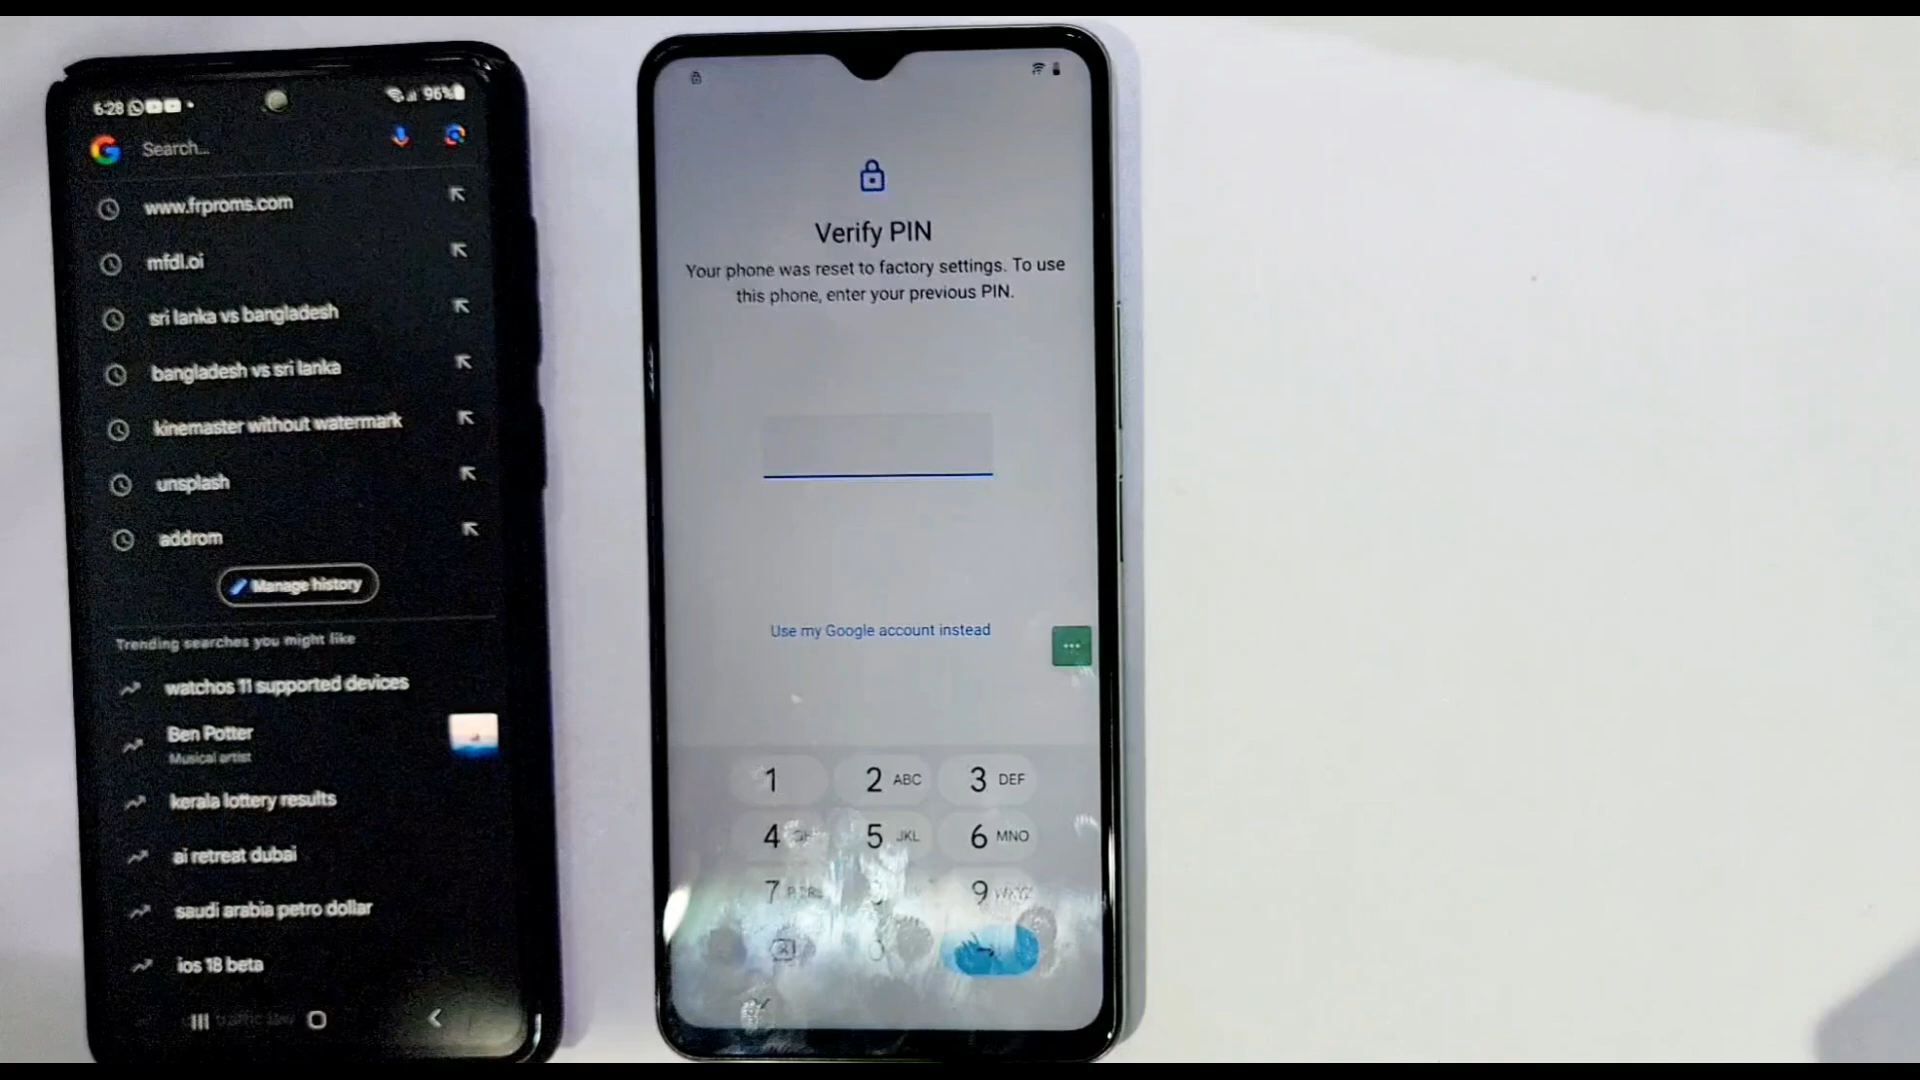 6:28
96%
Search...
www.frproms.com
mfdl.oi
sri lanka vs bangladesh
bangladesh vs sri lanka
kinemaster without watermark
unsplash
addrom
Manage history
Trending searches you might like
watchos 11 supported devices
Ben Potter
Musical artist
kerala lottery results
ai retreat dubai
saudi arabia petro dollar
ios 18 beta
Verify PIN
Your phone was reset to factory settings. To use
this phone, enter your previous PIN.
Use my Google account instead
1
2 ABC
3 DEF
4
5 JKL
6 MNO
7
9